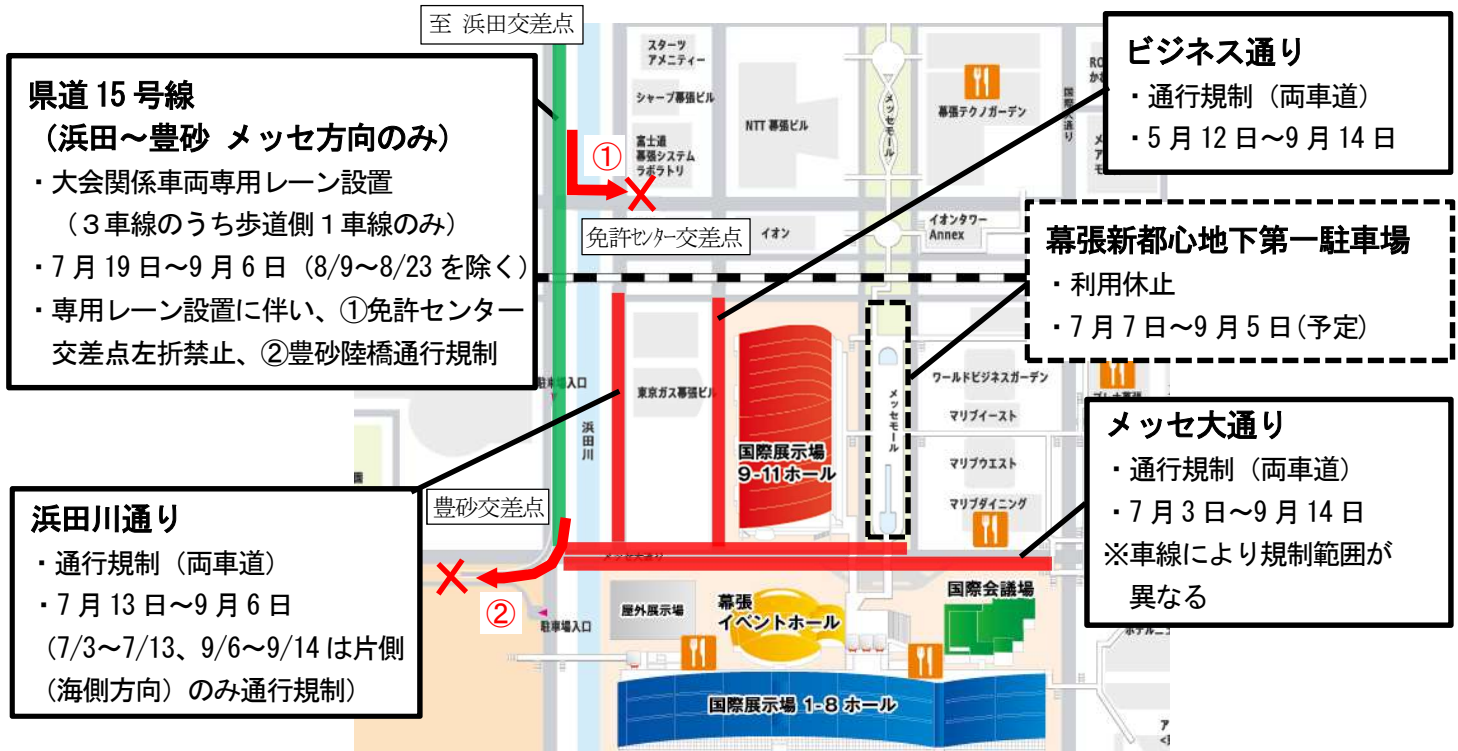 至 浜田交差点
県道 15 号線
(浜田～豊砂 メッセ方向のみ)
・大会関係車両専用レーン設置
(3車線のうち歩道側1車線のみ)
・7月19日～9月6日 (8/9～8/23 を除く)
・専用レーン設置に伴い、①免許センター
交差点左折禁止、②豊砂陸橋通行規制
浜田川通り
・通行規制（両車道）
・7月13日～9月6日
(7/3～7/13、9/6～9/14 は片側
(海側方向) のみ通行規制)
ビジネス通り
・通行規制（両車道）
・5月12日～9月14日
幕張新都心地下第一駐車場
・利用休止
・7月7日～9月5日(予定)
メッセ大通り
・通行規制（両車道）
・7月3日～9月14日
※車線により規制範囲が
異なる
スターツ
アメニティー
シャープ幕張ビル
富士通
幕張システム
ラボラトリ
①
NTT 幕張ビル
メッセモール
幕張テクノガーデン
国際大通り
免許センター交差点
イオン
イオンタワー
Annex
駐車場入口
浜田川
東京ガス幕張ビル
国際展示場
9-11ホール
メッセモール
ワールドビジネスガーデン
マリブイースト
マリブウエスト
マリブダイニング
豊砂交差点
メッセ大通り
②
駐車場入口
屋外展示場
幕張
イベントホール
国際会議場
国際展示場 1-8 ホール